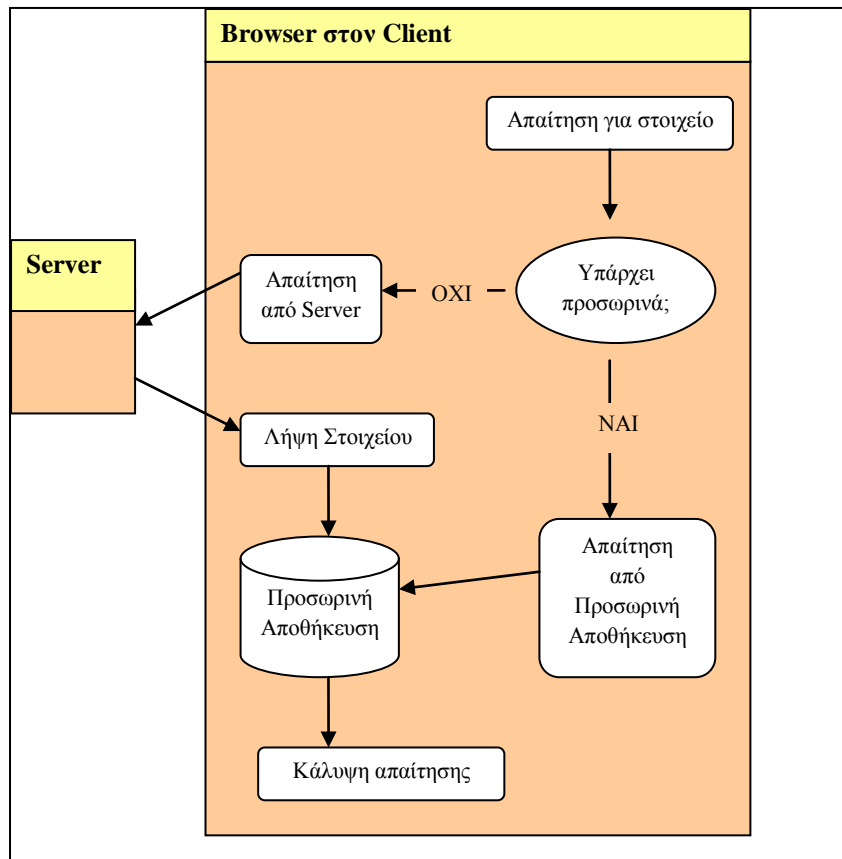 Browser στον Client
Απαίτηση για στοιχείο
Υπάρχει
προσωρινά;
ΟΧΙ
Απαίτηση
από Server
Server
Λήψη Στοιχείου
ΝΑΙ
Απαίτηση
από
Προσωρινή
Αποθήκευση
Προσωρινή
Αποθήκευση
Κάλυψη απαίτησης